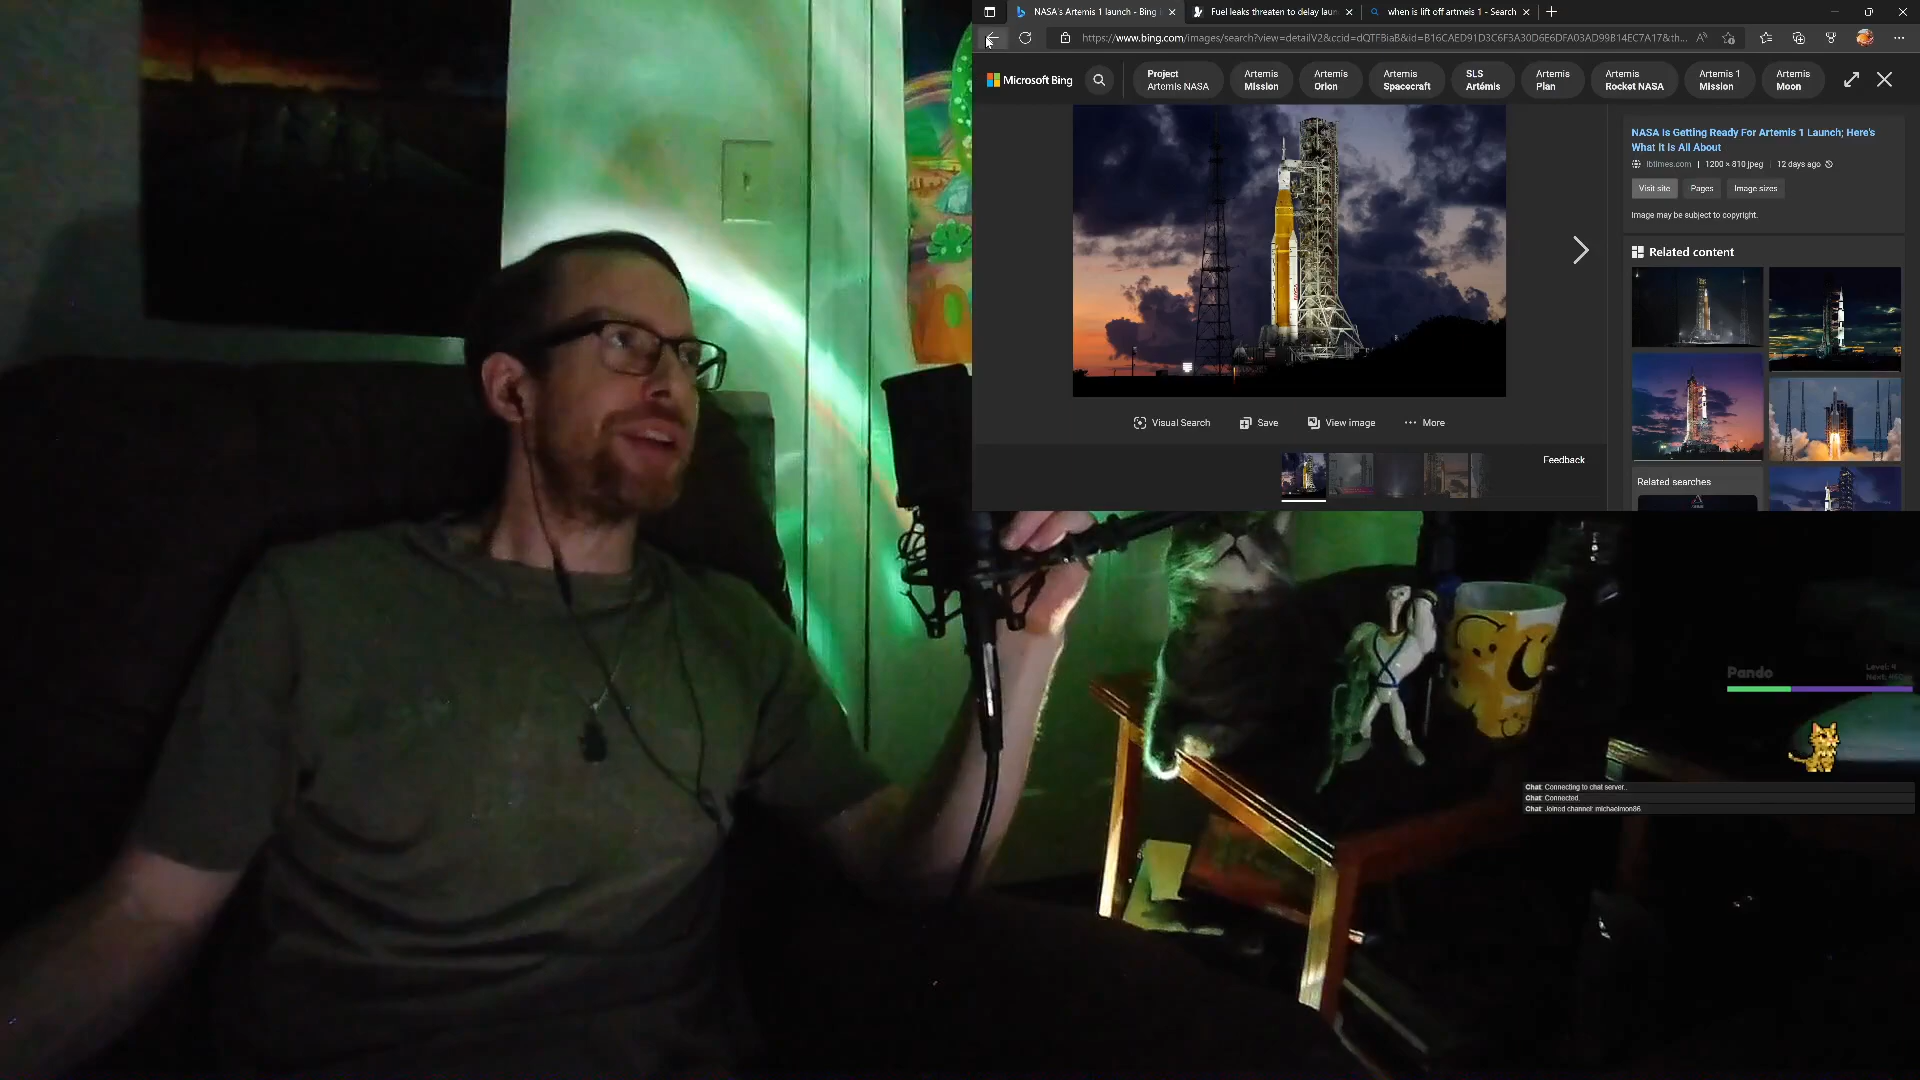 NASA's Artemis 1 launch - Bing
Fuel leaks threaten to delay laun
when is lift off artmeis 1 - Search
https://www.bing.com/images/search?view=detailV2&ccid=dQTFBiaB&id=B16CAED91D3C6F3A30D6E6DFA03AD99B14EC7A17&th...
Microsoft Bing
Project
Artemis NASA
Artemis
Mission
Artemis
Orion
Artemis
Spacecraft
SLS
Artémis
Artemis
Plan
Artemis
Rocket NASA
Artemis 1
Mission
Artemis
Moon
NASA Is Getting Ready For Artemis 1 Launch; Here's
What It Is All About
ibtimes.com | 1200 × 810 jpeg | 12 days ago
Visit site
Pages
Image sizes
Image may be subject to copyright.
Related content
Visual Search
Save
View image
More
Feedback
Related searches
Pando
Level: 4
Chat: Connecting to chat server..
Chat: Connected.
Chat: Joined channel: michaelmon86